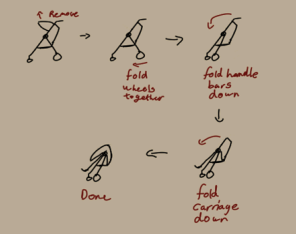 Remove
fold
wheels
together
fold handle
bars
down
fold
carriage
down
Done